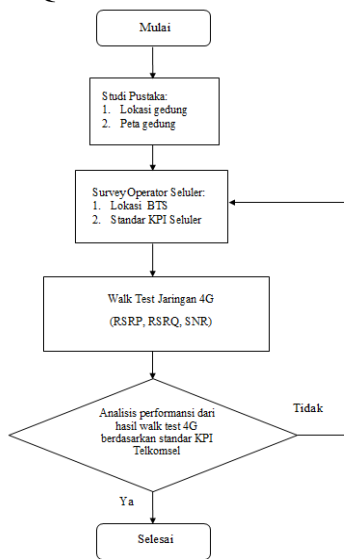 Mulai
Studi Pustaka:
1. Lokasi gedung
2. Peta gedung
Survey Operator Seluler:
1. Lokasi BTS
2. Standar KPI Seluler
Walk Test Jaringan 4G
(RSRP, RSRQ, SNR)
Analisis performansi dari
hasil walk test 4G
berdasarkan standar KPI
Telkomsel
Tidak
Ya
Selesai